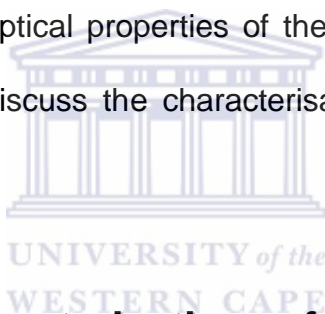 ptical properties of the
iscuss the characterisa
UNIVERSITY of the
WESTERN CAPE